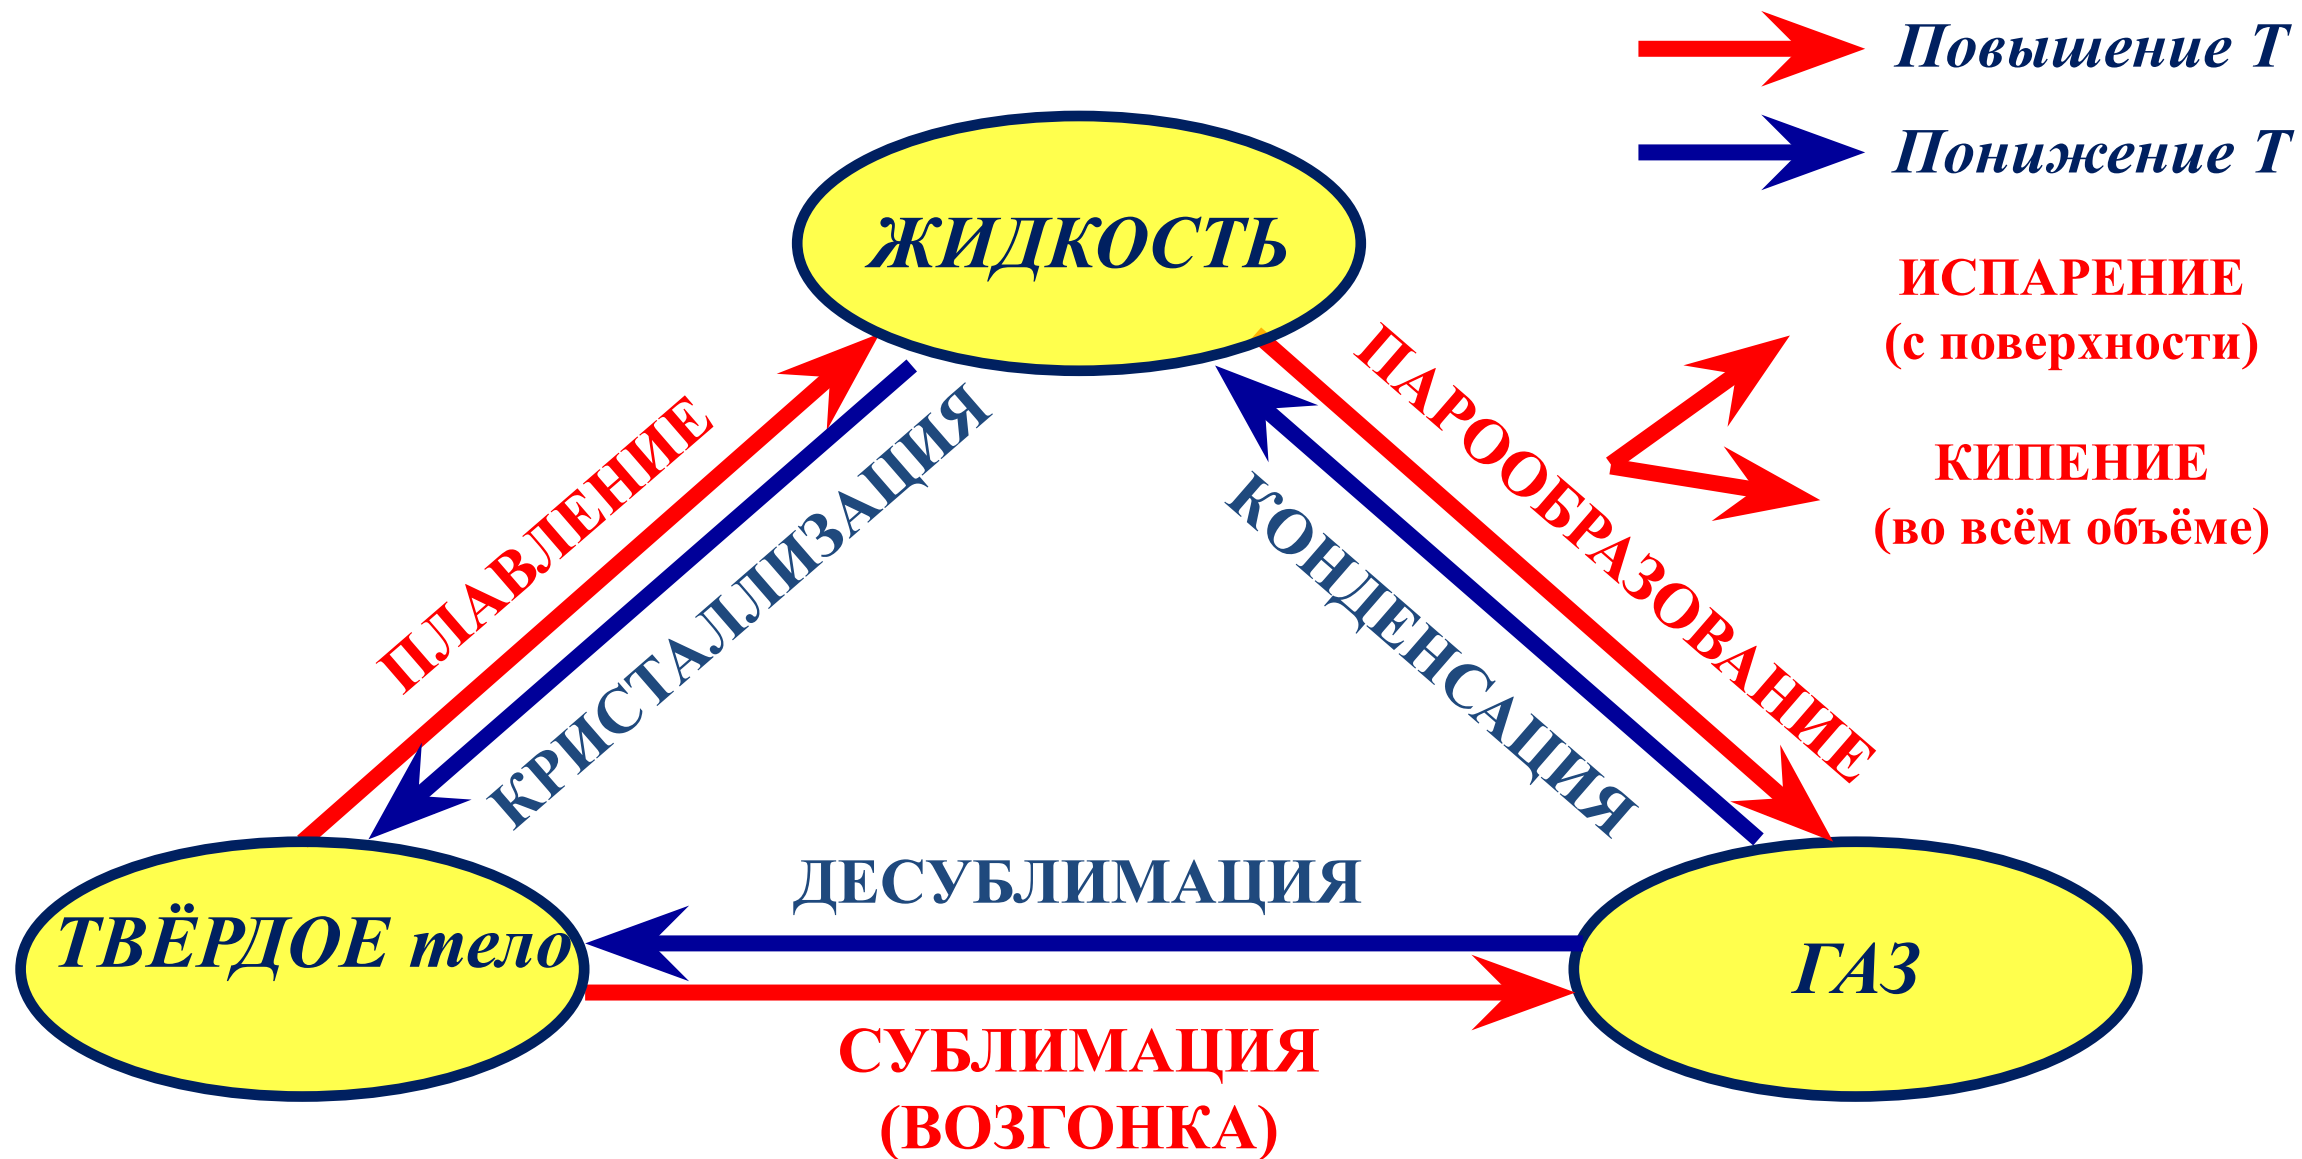 Повышение Т
Понижение Т
ЖИДКОСТЬ
ИСПАРЕНИЕ
(с поверхности)
КИПЕНИЕ
(во всём объёме)
ПЛАВЛЕНИЕ
КРИСТАЛЛИЗАЦИЯ
ПАРООБРАЗОВАНИЕ
КОНДЕНСАЦИЯ
ДЕСУБЛИМАЦИЯ
ТВЁРДОЕ тело
ГАЗ
СУБЛИМАЦИЯ
(ВОЗГОНКА)